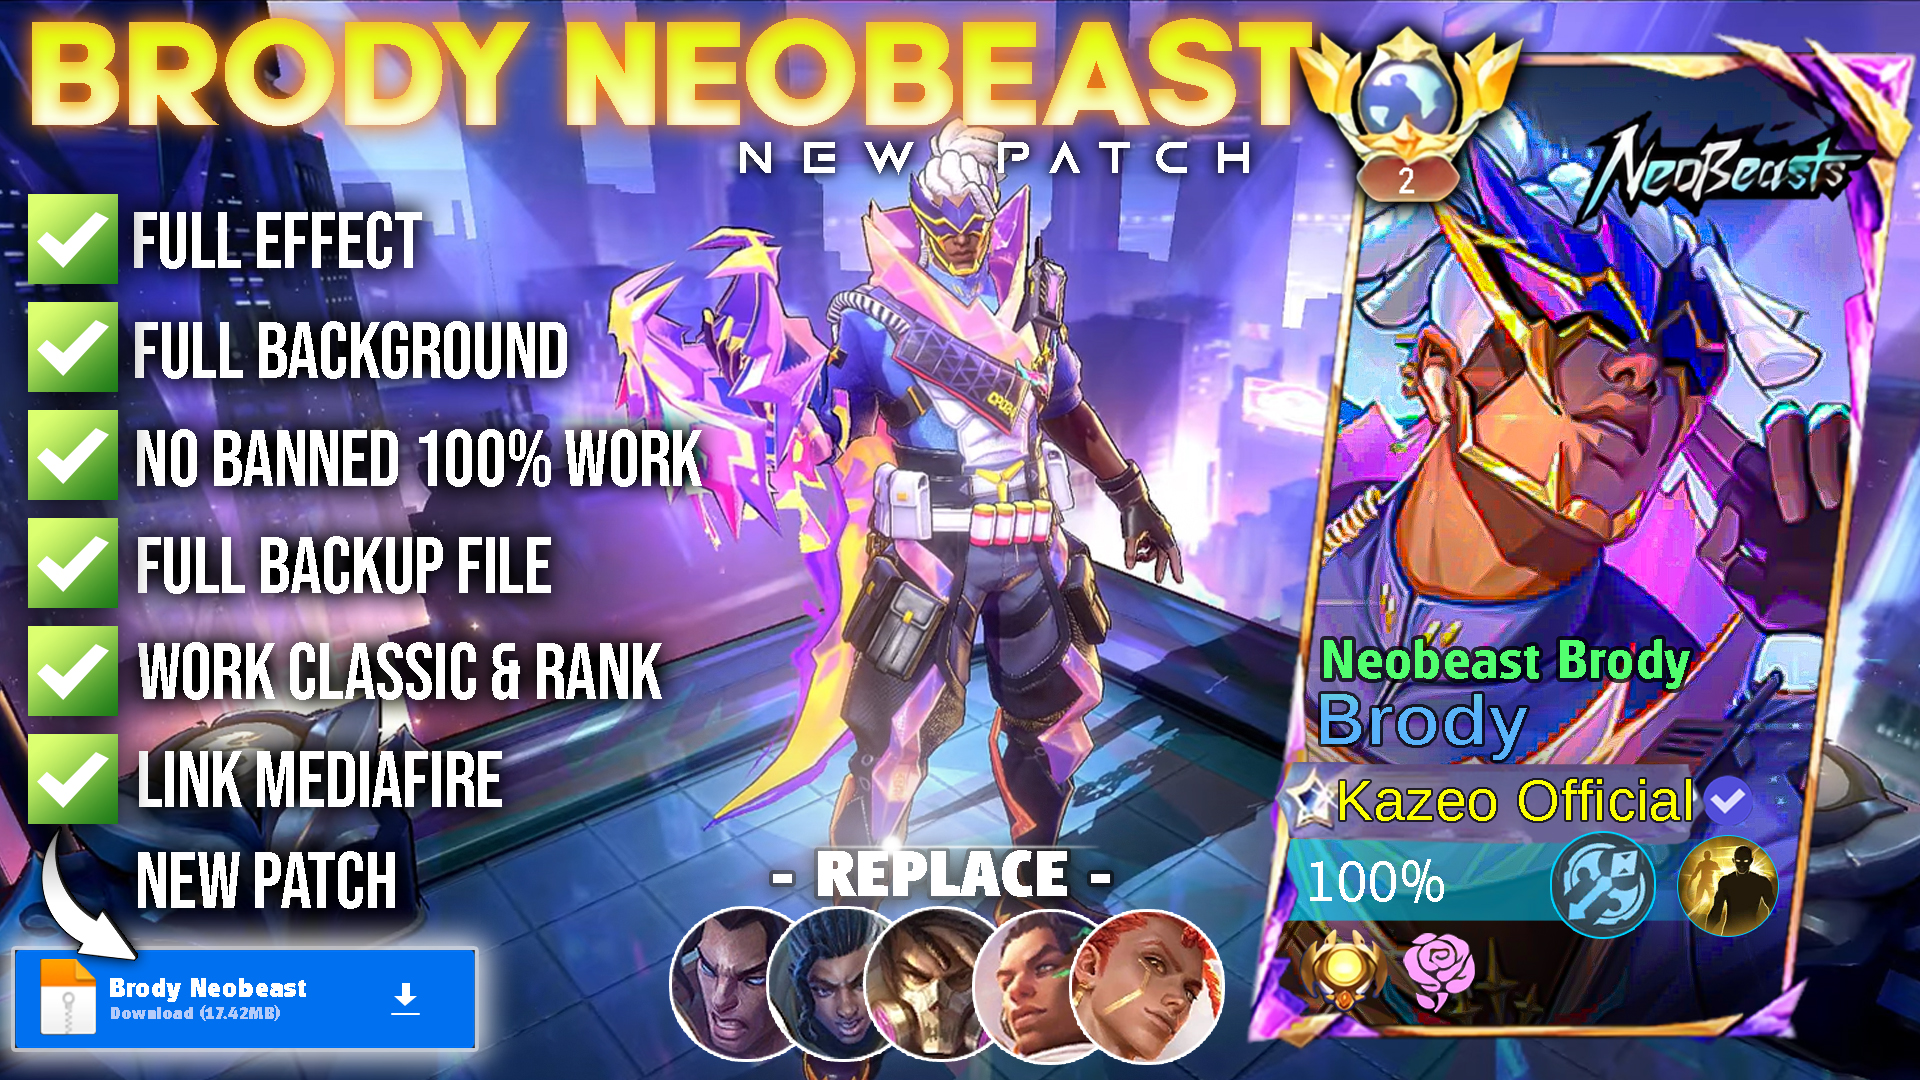 BRODY NEOBEAST
NEW PATCH
FULL EFFECT
FULL BACKGROUND
NO BANNED 100% WORK
FULL BACKUP FILE
WORK CLASSIC & RANK
LINK MEDIAFIRE
NEW PATCH
Brody Neobeast
Download (17.42MB)
- REPLACE -
2
NEOBEASTS
Neobeast Brody
Brody
Kazeo Official
100%